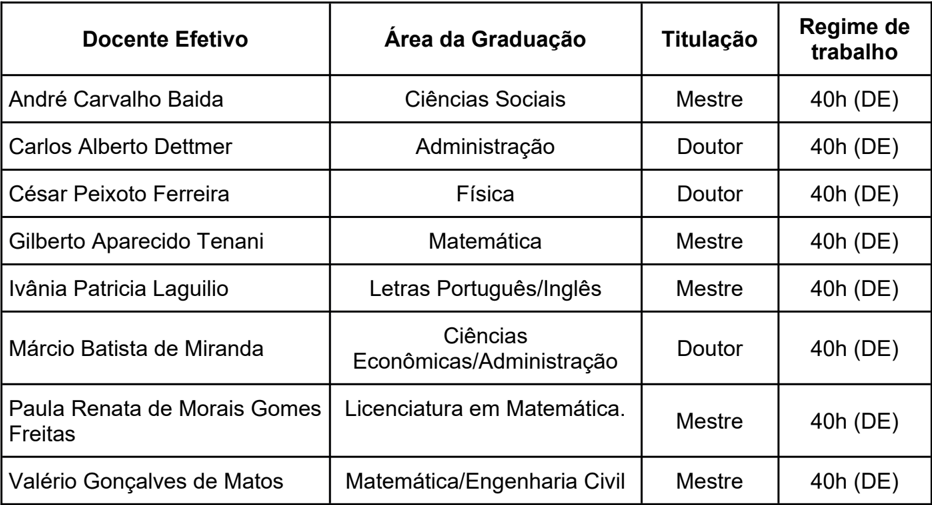 Docente Efetivo Área da Graduação Titulação Regime de
trabalho
André Carvalho Baida Ciências Sociais Mestre 40h (DE)
Carlos Alberto Dettmer Administração Doutor 40h (DE)
César Peixoto Ferreira Física Doutor 40h (DE)
Gilberto Aparecido Tenani Matemática Mestre 40h (DE)
Ivânia Patricia Laguilio Letras Português/Inglês Mestre 40h (DE)
Márcio Batista de Miranda Ciências
Econômicas/Administração Doutor 40h (DE)
Paula Renata de Morais Gomes
Freitas Licenciatura em Matemática. Mestre 40h (DE)
Valério Gonçalves de Matos Matemática/Engenharia Civil Mestre 40h (DE)